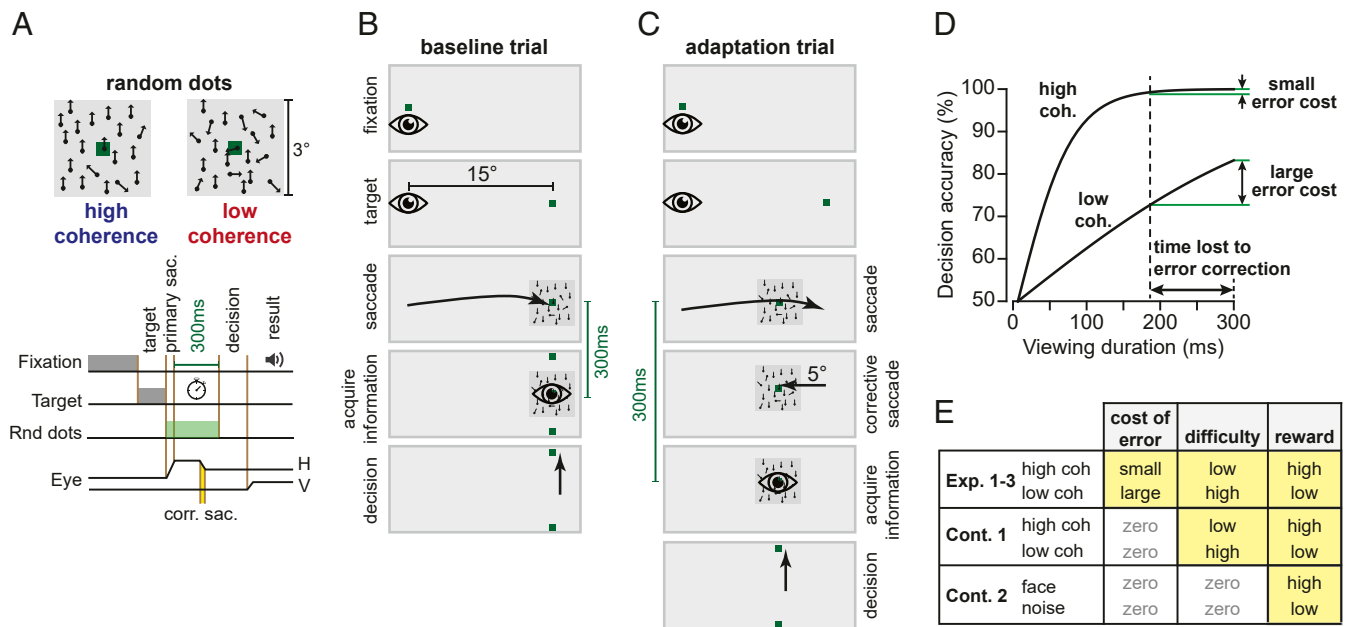 A
random dots
3°
high
coherence
low
coherence
target
primary sac.
300ms
decision
result
Fixation
Target
Rnd dots
Eye
H
V
corr. sac.
B
baseline trial
fixation
target
15°
saccade
acquire
information
300ms
decision
C
adaptation trial
300ms
saccade
5°
corrective
saccade
acquire
information
decision
D
Decision accuracy (%)
100
90
80
70
60
50
high
coh.
low
coh.
small
error cost
large
error cost
time lost to
error correction
0
100
200
300
Viewing duration (ms)
E
cost of
error
difficulty
reward
Exp. 1-3
high coh small low high
low coh large high low
Cont. 1
high coh zero low high
low coh zero high low
Cont. 2
face zero zero high
noise zero zero low